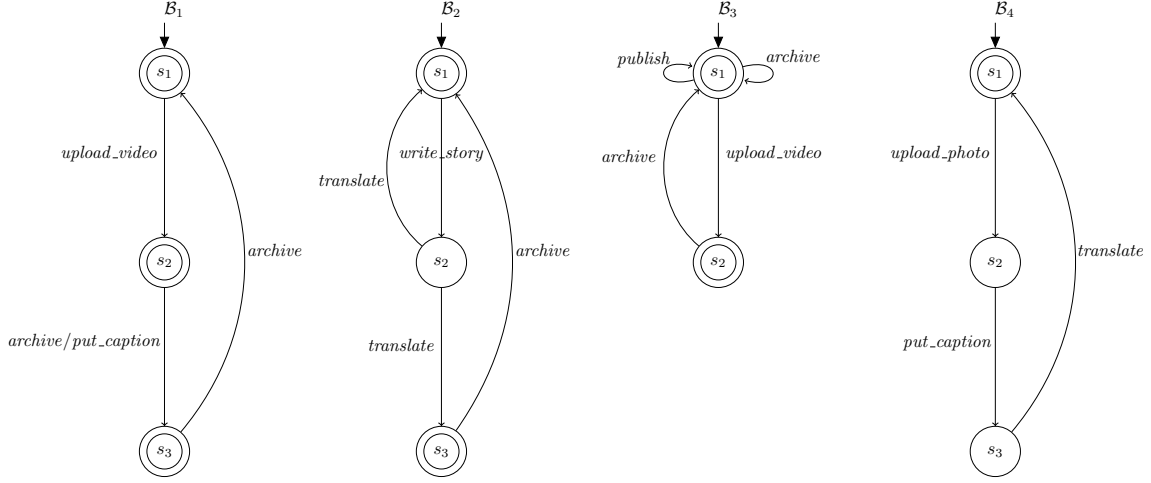 B₁
s₁
upload_video
s₂
archive
archive/put_caption
s₃
B₂
s₁
write_story
translate
s₂
archive
translate
s₃
B₃
publish
archive
s₁
upload_video
archive
s₂
B₄
s₁
upload_photo
s₂
translate
put_caption
s₃